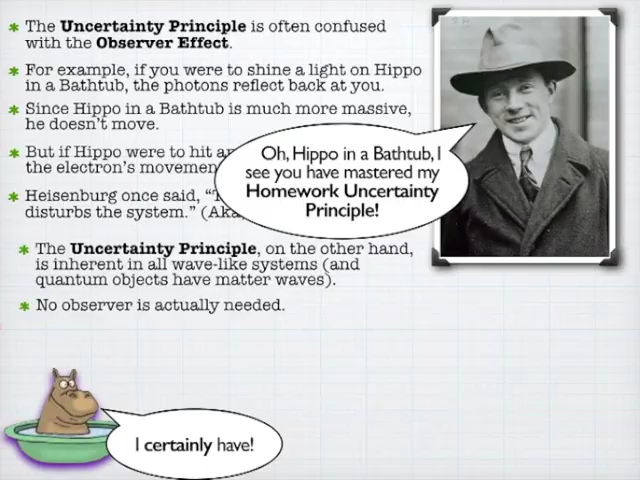 The Uncertainty Principle is often confused
with the Observer Effect.
For example, if you were to shine a light on Hippo
in a Bathtub, the photons reflect back at you.
Since Hippo in a Bathtub is much more massive,
he doesn't move.
But if Hippo were to hit
the electron's movement
Heisenburg once said,
disturbs the system." (Aka,
Oh, Hippo in a Bathtub, I
see you have mastered my
Homework Uncertainty
Principle!
The Uncertainty Principle, on the other hand,
is inherent in all wave-like systems (and
quantum objects have matter waves).
No observer is actually needed.
I certainly have!